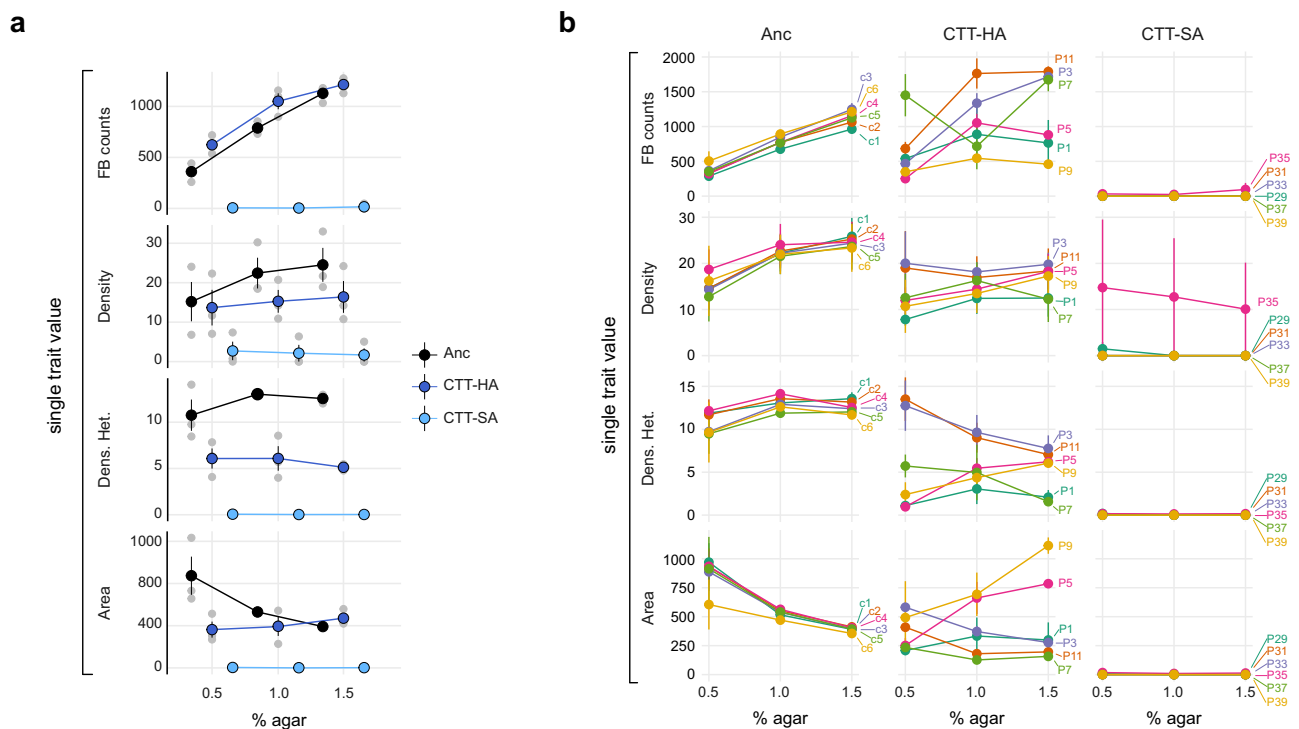 a
single trait value
FB counts
1000
500
0
Density
30
20
10
0
Dens. Het.
10
5
0
Area
1000
800
400
0
0.5 1.0 1.5
% agar
Anc
CTT-HA
CTT-SA
b
Anc CTT-HA CTT-SA
single trait value
FB counts
2000
1500
1000
500
0
c3
c6
c4
c5
c2
c1
P11
P3
P7
P5
P1
P9
P35
P31
P33
P29
P37
P39
Density
30
20
10
0
c1
c2
c4
c3
c5
c6
P3
P11
P5
P9
P1
P7
P35
P29
P31
P33
P37
P39
Dens. Het.
15
10
5
0
c1
c2
c4
c3
c5
c6
P3
P11
P5
P9
P1
P7
P29
P31
P33
P35
P37
P39
Area
1000
750
500
250
0
c1
c2
c4
c3
c5
c6
P9
P5
P1
P3
P11
P7
P29
P31
P33
P35
P37
P39
0.5 1.0 1.5 0.5 1.0 1.5 0.5 1.0 1.5
% agar % agar % agar